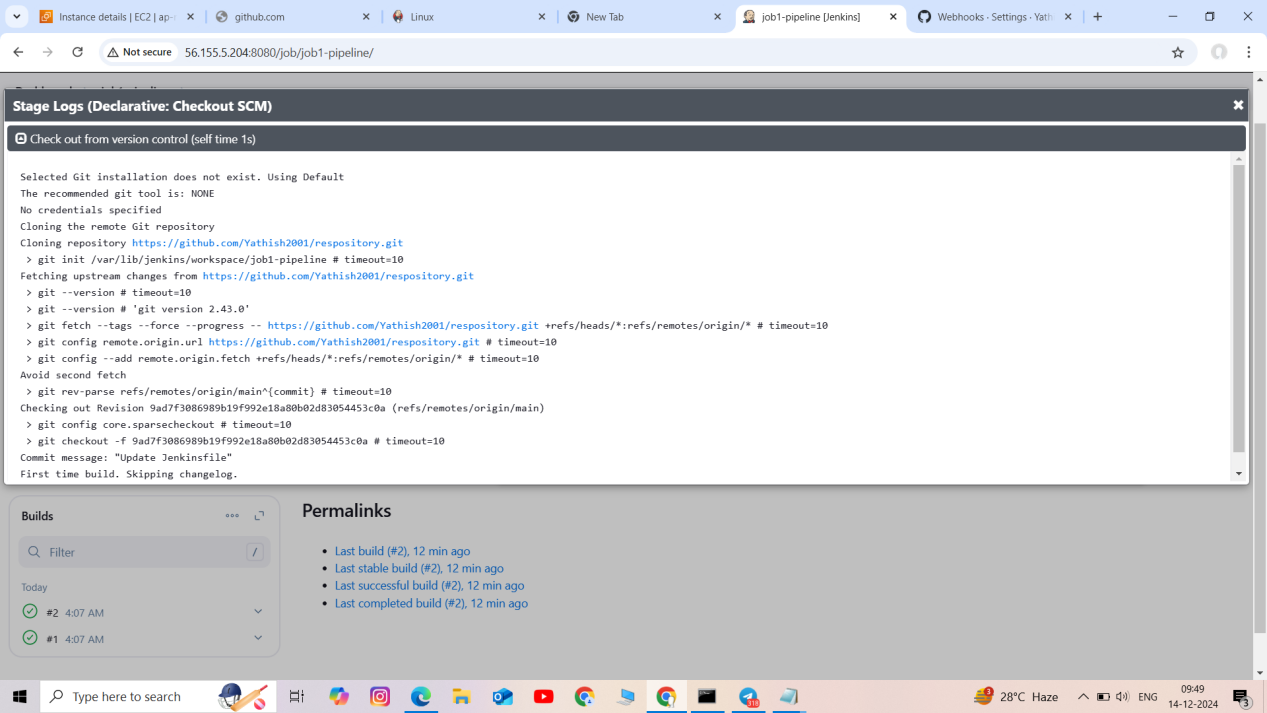 Instance details | EC2 | ap-
github.com
Linux
New Tab
job1-pipeline [Jenkins]
Webhooks · Settings · Yath
Not secure
56.155.5.204:8080/job/job1-pipeline/
Stage Logs (Declarative: Checkout SCM)
Check out from version control (self time 1s)
Selected Git installation does not exist. Using Default
The recommended git tool is: NONE
No credentials specified
Cloning the remote Git repository
Cloning repository https://github.com/Yathish2001/respository.git
> git init /var/lib/jenkins/workspace/job1-pipeline # timeout=10
Fetching upstream changes from https://github.com/Yathish2001/respository.git
> git --version # timeout=10
> git --version # 'git version 2.43.0'
> git fetch --tags --force --progress -- https://github.com/Yathish2001/respository.git +refs/heads/*:refs/remotes/origin/* # timeout=10
> git config remote.origin.url https://github.com/Yathish2001/respository.git # timeout=10
> git config --add remote.origin.fetch +refs/heads/*:refs/remotes/origin/* # timeout=10
Avoid second fetch
> git rev-parse refs/remotes/origin/main^{commit} # timeout=10
Checking out Revision 9ad7f3086989b19f992e18a80b02d83054453c0a (refs/remotes/origin/main)
> git config core.sparsecheckout # timeout=10
> git checkout -f 9ad7f3086989b19f992e18a80b02d83054453c0a # timeout=10
Commit message: "Update Jenkinsfile"
First time build. Skipping changelog.
Builds
Filter
/
Today
#2 4:07 AM
#1 4:07 AM
Permalinks
Last build (#2), 12 min ago
Last stable build (#2), 12 min ago
Last successful build (#2), 12 min ago
Last completed build (#2), 12 min ago
Type here to search
318
3
28°C Haze
ENG
09:49
14-12-2024
3